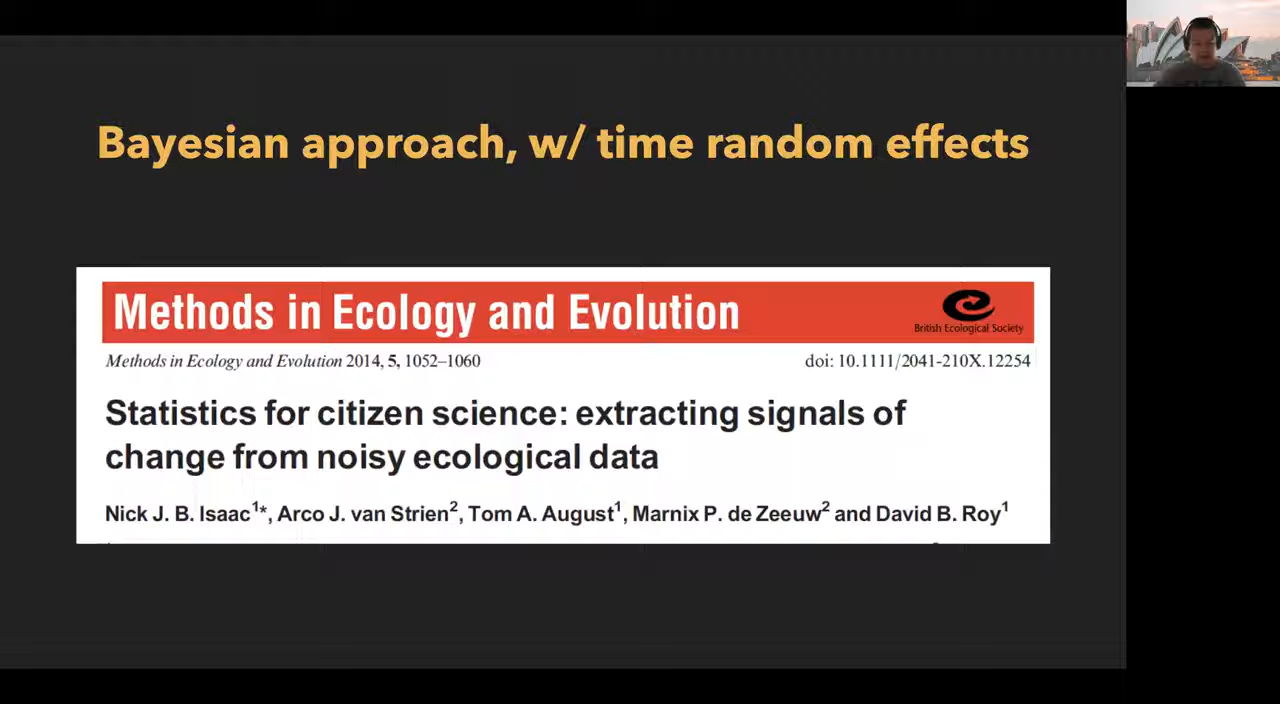 Bayesian approach, w/ time random effects
Methods in Ecology and Evolution
British Ecological Society
Methods in Ecology and Evolution 2014, 5, 1052–1060
doi: 10.1111/2041-210X.12254
Statistics for citizen science: extracting signals of
change from noisy ecological data
Nick J. B. Isaac1*, Arco J. van Strien2, Tom A. August1, Marnix P. de Zeeuw2 and David B. Roy1